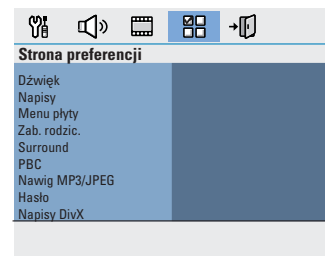 Strona preferencji
Dźwięk
Napisy
Menu płyty
Zab. rodzic.
Surround
PBC
Nawig MP3/JPEG
Hasło
Napisy DivX